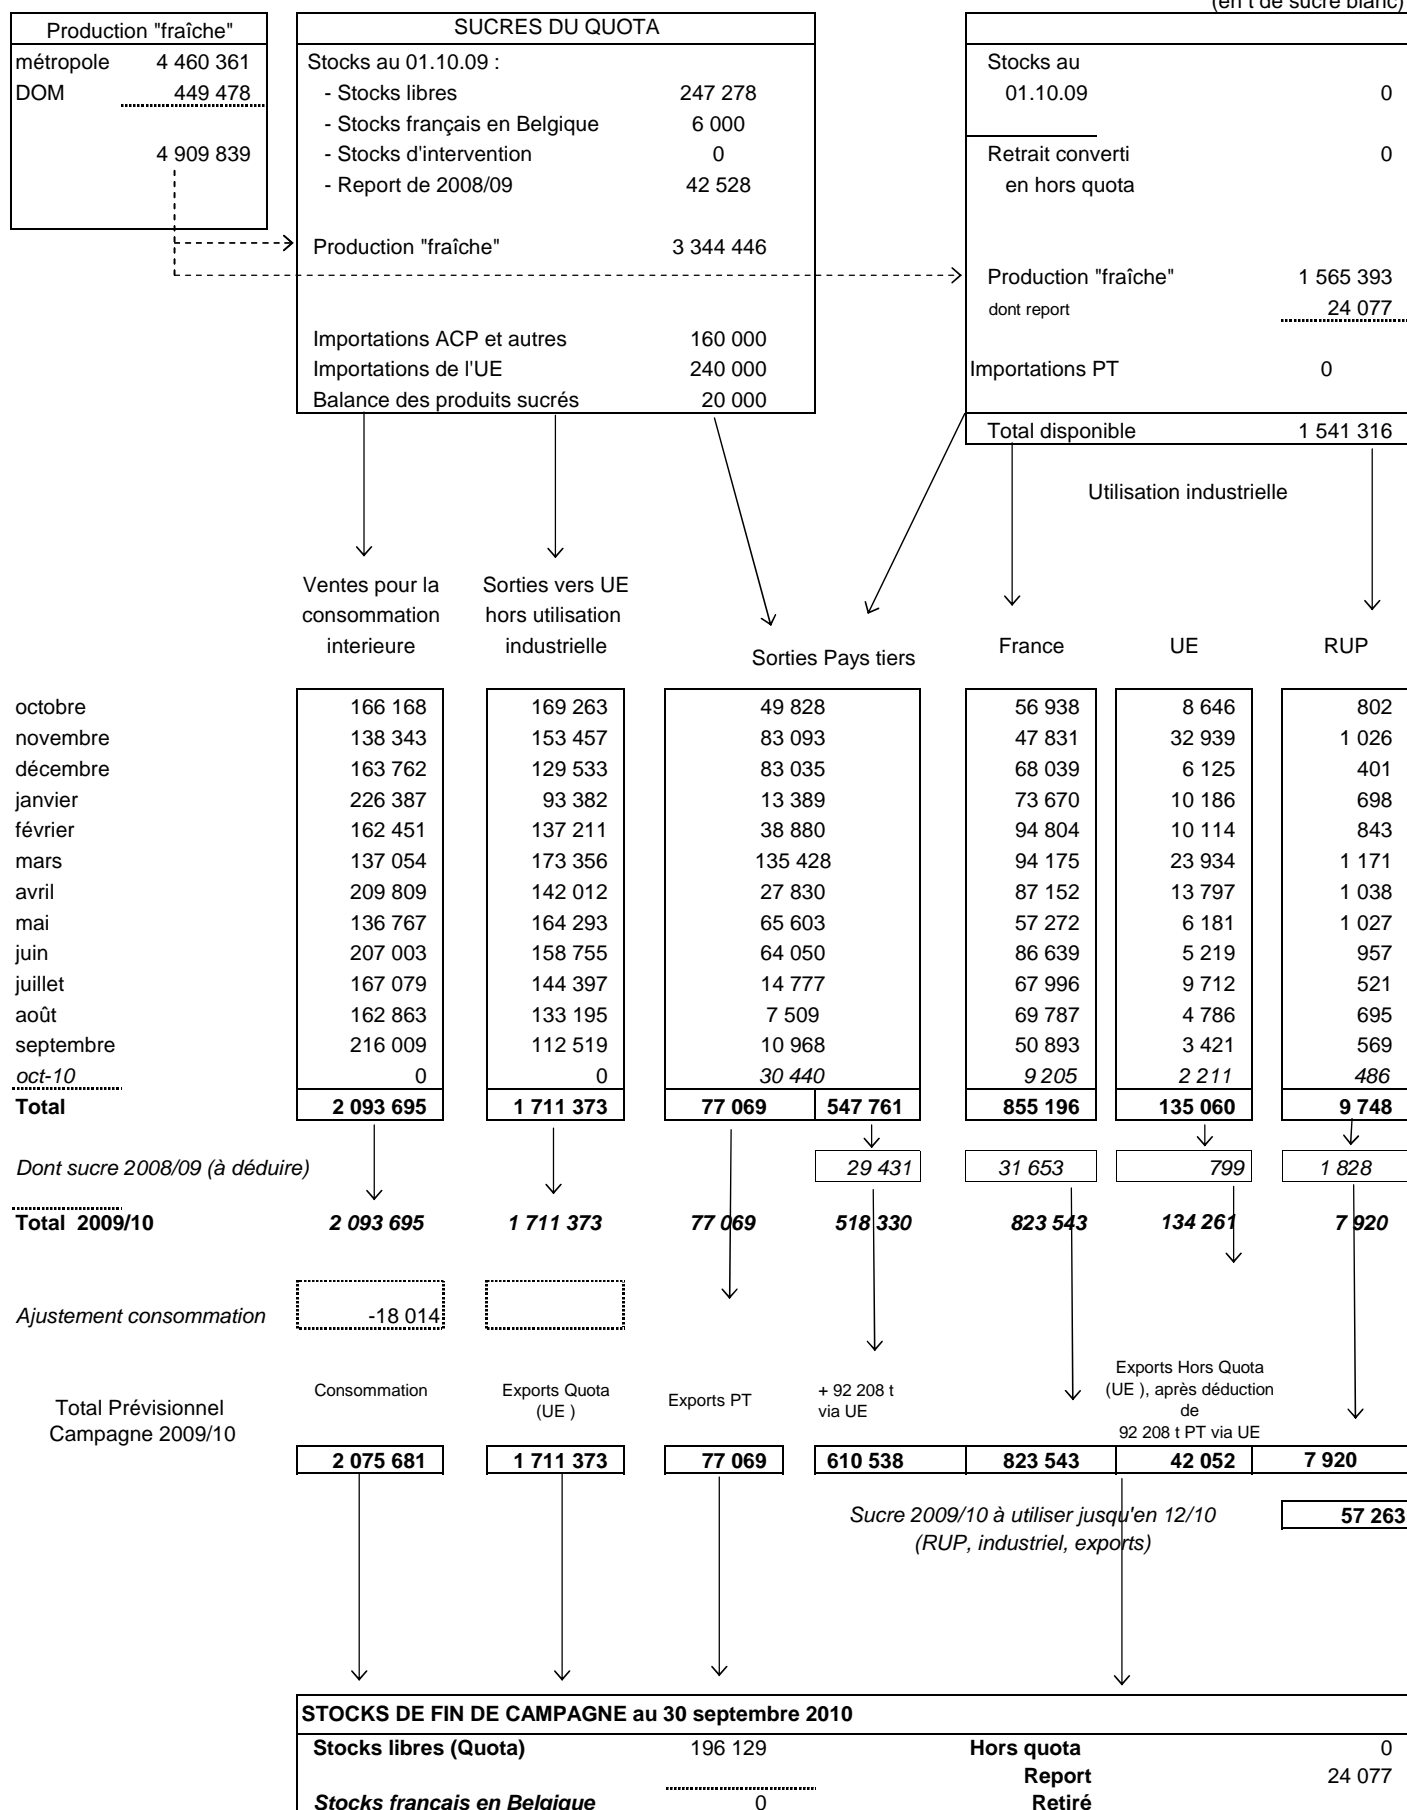 (en t de sucre blanc)
Production "fraîche"
métropole 4 460 361
DOM 449 478
4 909 839
SUCRES DU QUOTA
Stocks au 01.10.09 :
- Stocks libres 247 278
- Stocks français en Belgique 6 000
- Stocks d'intervention 0
- Report de 2008/09 42 528
Production "fraîche" 3 344 446
Importations ACP et autres 160 000
Importations de l'UE 240 000
Balance des produits sucrés 20 000
Stocks au
01.10.09 0
Retrait converti 0
en hors quota
Production "fraîche" 1 565 393
dont report 24 077
Importations PT 0
Total disponible 1 541 316
Utilisation industrielle
Ventes pour la
consommation
interieure
Sorties vers UE
hors utilisation
industrielle
Sorties Pays tiers
France UE RUP
octobre 166 168 169 263 49 828 56 938 8 646 802
novembre 138 343 153 457 83 093 47 831 32 939 1 026
décembre 163 762 129 533 83 035 68 039 6 125 401
janvier 226 387 93 382 13 389 73 670 10 186 698
février 162 451 137 211 38 880 94 804 10 114 843
mars 137 054 173 356 135 428 94 175 23 934 1 171
avril 209 809 142 012 27 830 87 152 13 797 1 038
mai 136 767 164 293 65 603 57 272 6 181 1 027
juin 207 003 158 755 64 050 86 639 5 219 957
juillet 167 079 144 397 14 777 67 996 9 712 521
août 162 863 133 195 7 509 69 787 4 786 695
septembre 216 009 112 519 10 968 50 893 3 421 569
oct-10 0 0 30 440 9 205 2 211 486
Total 2 093 695 1 711 373 77 069 547 761 855 196 135 060 9 748
Dont sucre 2008/09 (à déduire) 29 431 31 653 799 1 828
Total 2009/10 2 093 695 1 711 373 77 069 518 330 823 543 134 261 7 920
Ajustement consommation -18 014
Total Prévisionnel
Campagne 2009/10
Consommation
Exports Quota
(UE )
Exports PT
+ 92 208 t
via UE
Exports Hors Quota
(UE ), après déduction
de
92 208 t PT via UE
2 075 681 1 711 373 77 069 610 538 823 543 42 052 7 920
Sucre 2009/10 à utiliser jusqu'en 12/10 57 263
(RUP, industriel, exports)
STOCKS DE FIN DE CAMPAGNE au 30 septembre 2010
Stocks libres (Quota) 196 129 Hors quota 0
Report 24 077
Stocks français en Belgique 0 Retiré